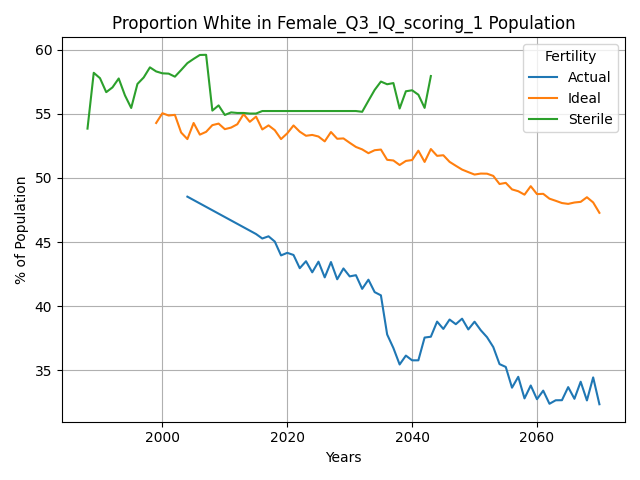 Proportion White in Female_Q3_IQ_scoring_1 Population
60
55
50
45
40
35
% of Population
2000
2020
2040
2060
Years
Fertility
Actual
Ideal
Sterile